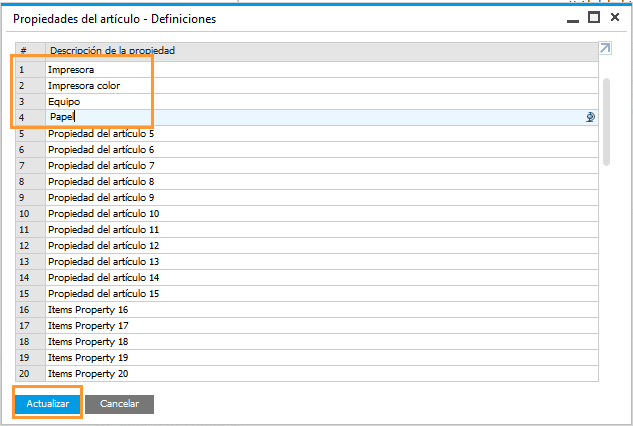 Propiedades del artículo - Definiciones
# Descripción de la propiedad
1 Impresora
2 Impresora color
3 Equipo
4 Papel
5 Propiedad del artículo 5
6 Propiedad del artículo 6
7 Propiedad del artículo 7
8 Propiedad del artículo 8
9 Propiedad del artículo 9
10 Propiedad del artículo 10
11 Propiedad del artículo 11
12 Propiedad del artículo 12
13 Propiedad del artículo 13
14 Propiedad del artículo 14
15 Propiedad del artículo 15
16 Items Property 16
17 Items Property 17
18 Items Property 18
19 Items Property 19
20 Items Property 20
Actualizar Cancelar